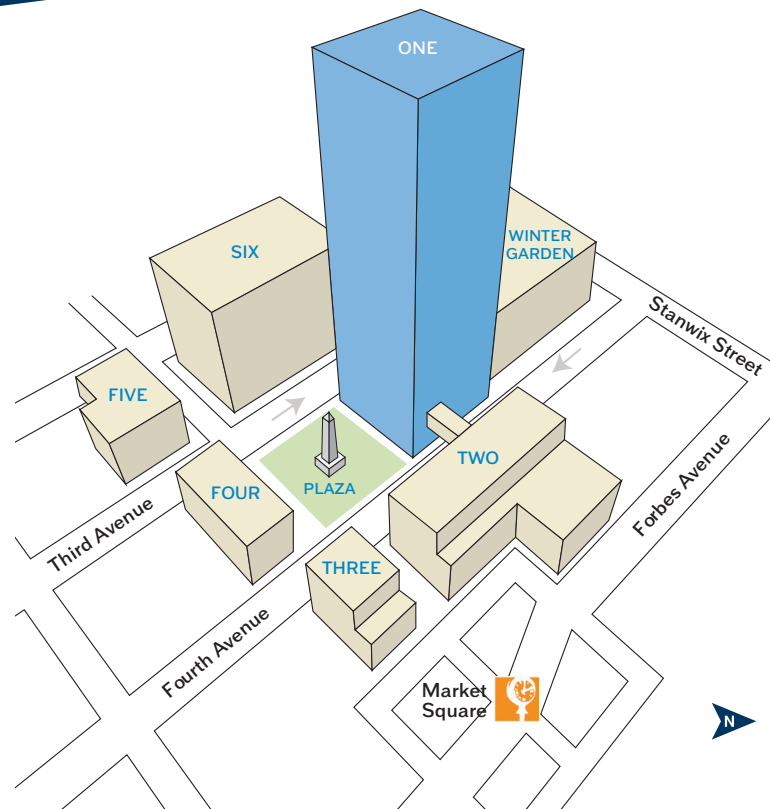 ONE
WINTER
GARDEN
SIX
Stanwix Street
FIVE
TWO
PLAZA
FOUR
Forbes Avenue
Third Avenue
THREE
Fourth Avenue
Market
Square
N